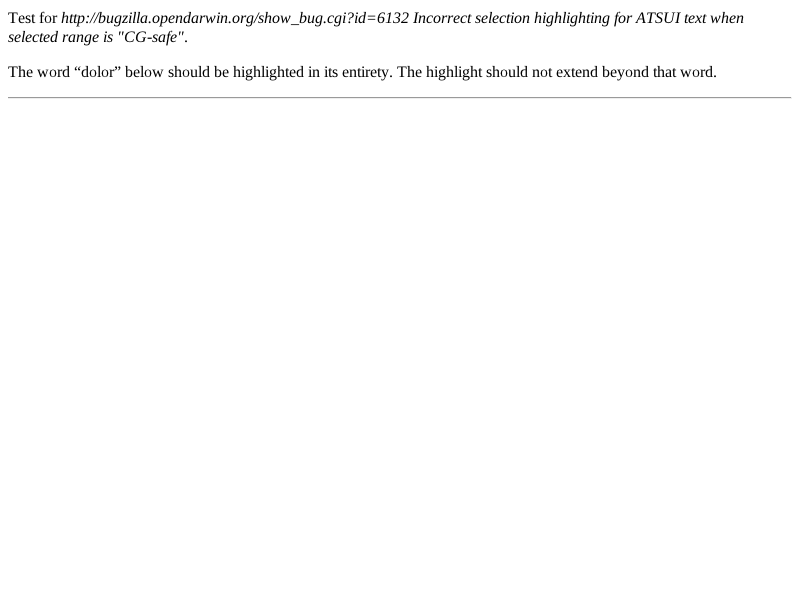 Test for http://bugzilla.opendarwin.org/show_bug.cgi?id=6132 Incorrect selection highlighting for ATSUI text when
selected range is "CG-safe".
The word “dolor” below should be highlighted in its entirety. The highlight should not extend beyond that word.